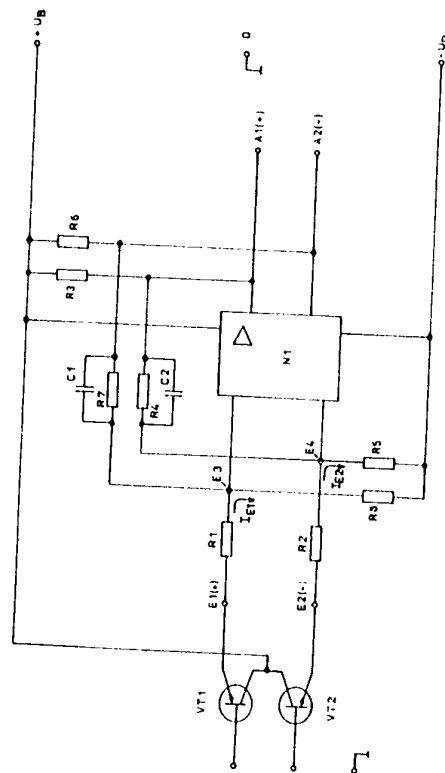 + UB
0
A1(+)
A2(-)
R6
R3
C1
R7
R4
C2
N1
E3
E4
IE1
IE2
R5
R1
R2
E1(+)
E2(-)
VT1
VT2